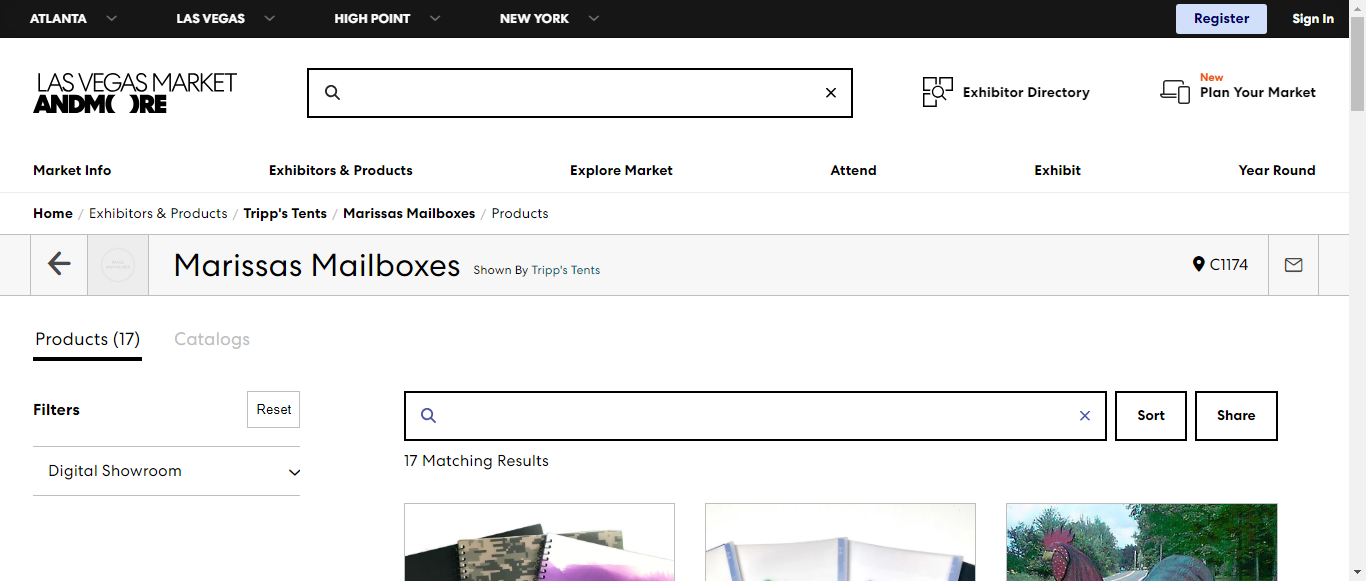 ATLANTA LAS VEGAS HIGH POINT NEW YORK Register Sign In
LAS VEGAS MARKET
ANDMORE
Exhibitor Directory
New
Plan Your Market
Market Info Exhibitors & Products Explore Market Attend Exhibit Year Round
Home / Exhibitors & Products / Tripp's Tents / Marissas Mailboxes / Products
Marissas Mailboxes Shown By Tripp's Tents C1174
Products (17) Catalogs
Filters Reset
Sort Share
Digital Showroom
17 Matching Results